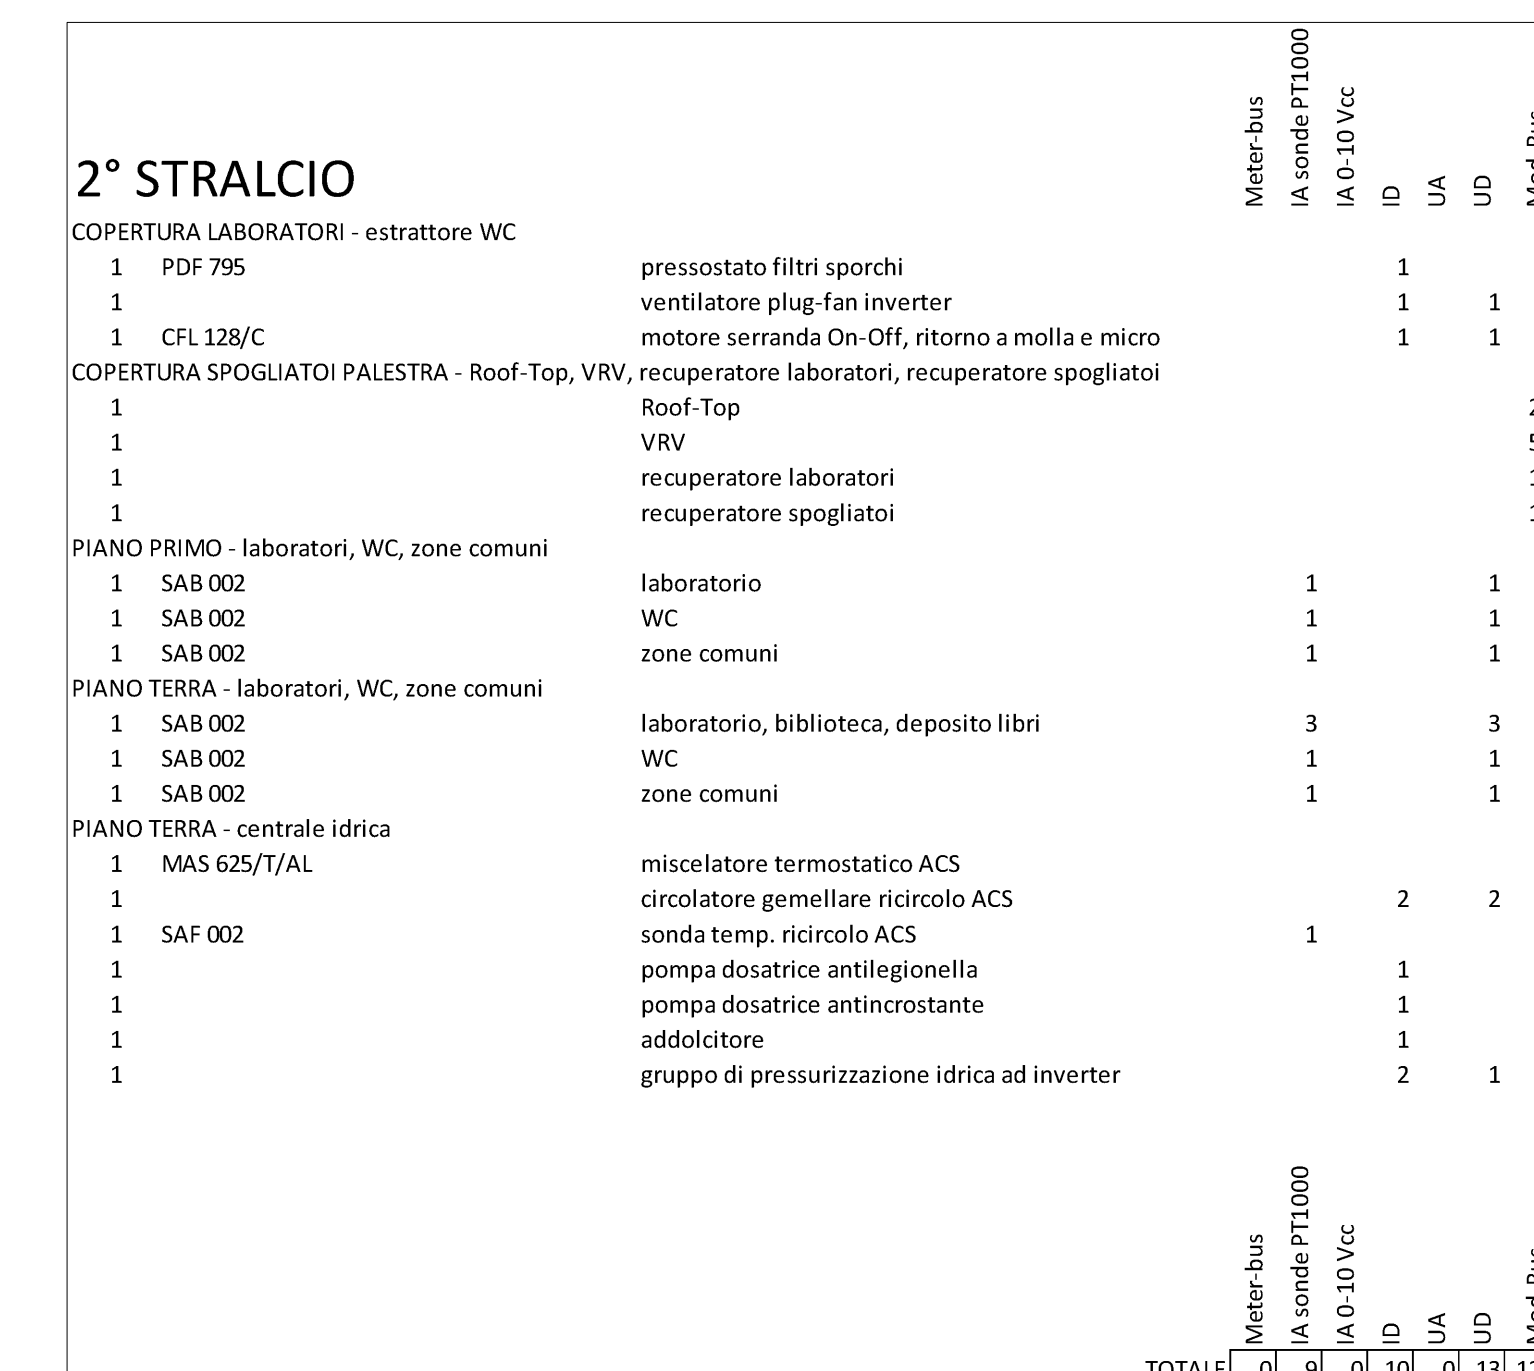 Meter-bus IA sonde PT1000 IA 0-10 Vcc ID UA UD
2° STRALCIO
COPERTURA LABORATORI - estrattore WC
1 PDF 795 pressostato filtri sporchi 1
1 ventilatore plug-fan inverter 1 1
1 CFL 128/C motore serranda On-Off, ritorno a molla e micro 1 1
COPERTURA SPOGLIATOI PALESTRA - Roof-Top, VRV, recuperatore laboratori, recuperatore spogliatoi
1 Roof-Top
1 VRV
1 recuperatore laboratori
1 recuperatore spogliatoi
PIANO PRIMO - laboratori, WC, zone comuni
1 SAB 002 laboratorio 1 1
1 SAB 002 WC 1 1
1 SAB 002 zone comuni 1 1
PIANO TERRA - laboratori, WC, zone comuni
1 SAB 002 laboratorio, biblioteca, deposito libri 3 3
1 SAB 002 WC 1 1
1 SAB 002 zone comuni 1 1
PIANO TERRA - centrale idrica
1 MAS 625/T/AL miscelatore termostatico ACS
1 circolatore gemellare ricircolo ACS 2 2
1 SAF 002 sonda temp. ricircolo ACS 1
1 pompa dosatrice antilegionella 1
1 pompa dosatrice antincrostante 1
1 addolcitore 1
1 gruppo di pressurizzazione idrica ad inverter 2 1
Meter-bus IA sonde PT1000 IA 0-10 Vcc ID UA UD
TOTALE 0 9 0 10 0 13